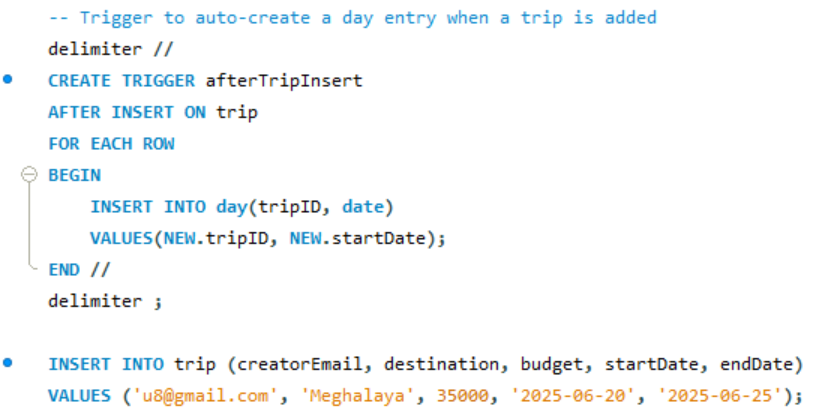 -- Trigger to auto-create a day entry when a trip is added
delimiter //
CREATE TRIGGER afterTripInsert
AFTER INSERT ON trip
FOR EACH ROW
BEGIN
INSERT INTO day(tripID, date)
VALUES(NEW.tripID, NEW.startDate);
END //
delimiter ;
INSERT INTO trip (creatorEmail, destination, budget, startDate, endDate)
VALUES ('u8@gmail.com', 'Meghalaya', 35000, '2025-06-20', '2025-06-25');